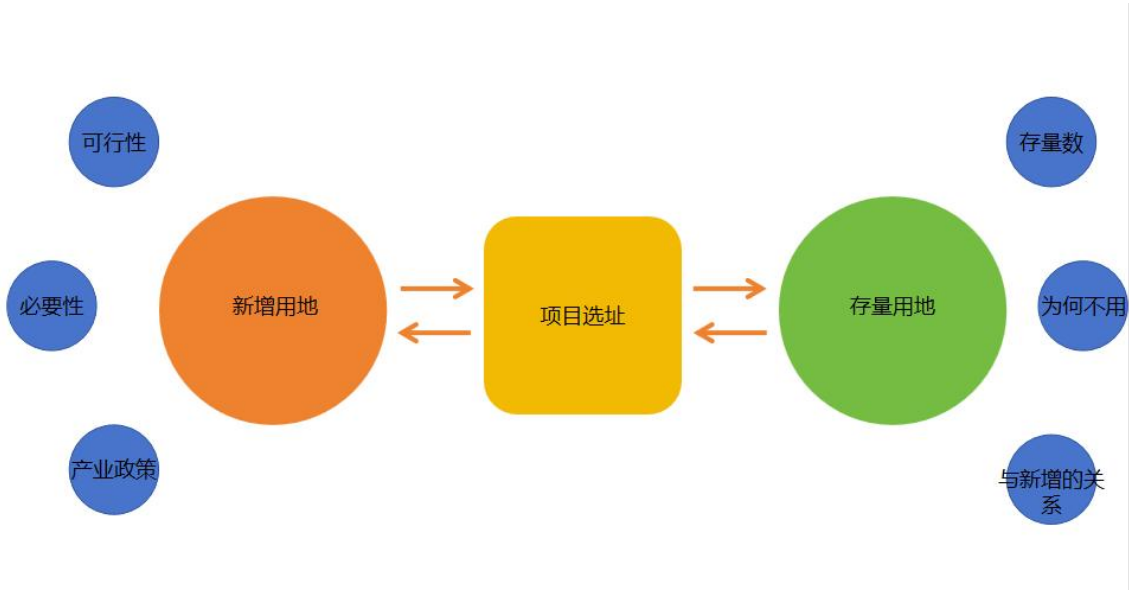 可行性
必要性
产业政策
新增用地
项目选址
存量用地
存量数
为何不用
与新增的关
系